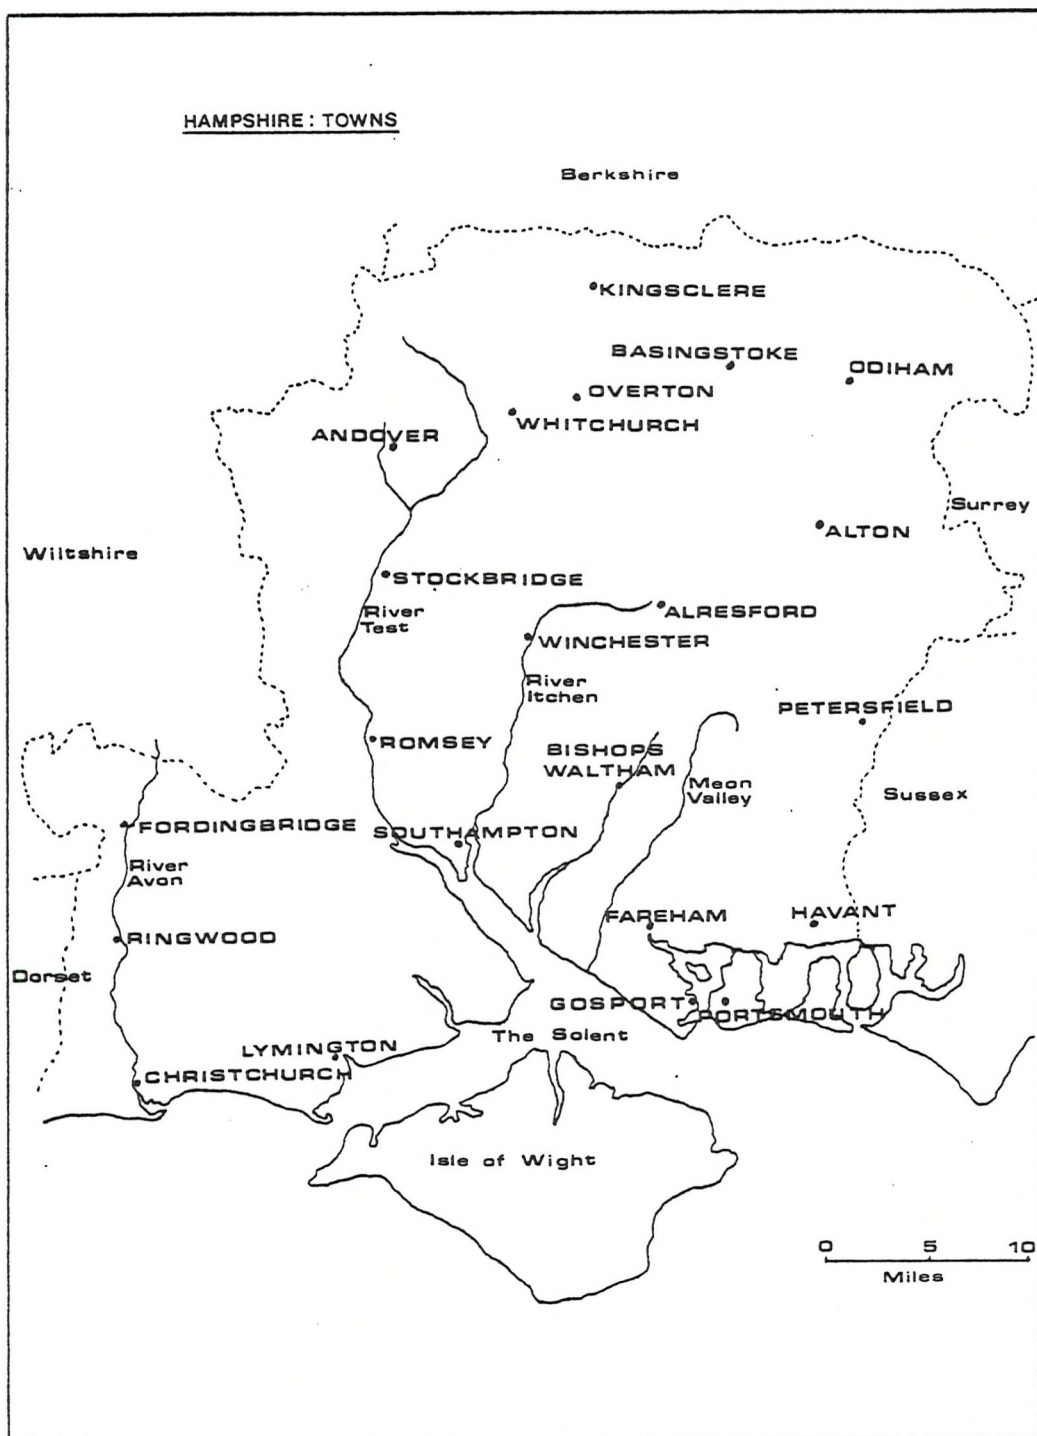 HAMPSHIRE : TOWNS
Berkshire
KINGSCLERE
BASINGSTOKE
ODIHAM
OVERTON
WHITCHURCH
ANDOVER
Surrey
ALTON
Wiltshire
STOCKBRIDGE
River
Test
ALRESFORD
WINCHESTER
River
Itchen
PETERSFIELD
ROMSEY
BISHOPS
WALTHAM
Meon
Valley
Sussex
FORDINGBRIDGE
SOUTHAMPTON
River
Avon
FAREHAM
HAVANT
RINGWOOD
Dorset
GOSPORT
PORTSMOUTH
The Solent
LYMINGTON
CHRISTCHURCH
Isle of Wight
0 5 10
Miles